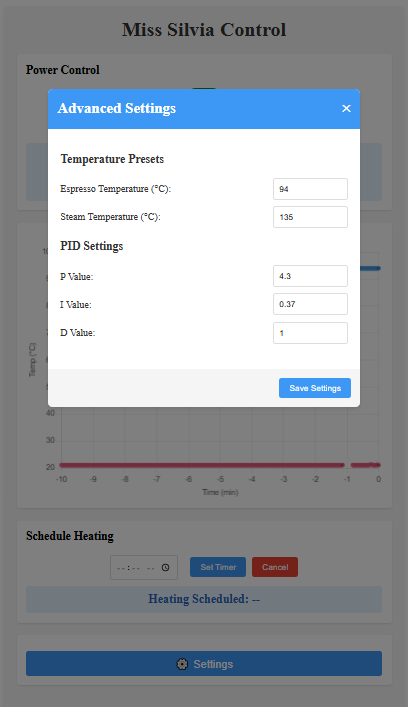 Miss Silvia Control
Power Control
Advanced Settings ×
Temperature Presets
Espresso Temperature (°C): 94
Steam Temperature (°C): 135
PID Settings
P Value: 4.3
I Value: 0.37
D Value: 1
Save Settings
Temp (°C)
40
30
20
-10 -9 -8 -7 -6 -5 -4 -3 -2 -1 0
Time (min)
Schedule Heating
--:-- -- Set Timer Cancel
Heating Scheduled: --
Settings